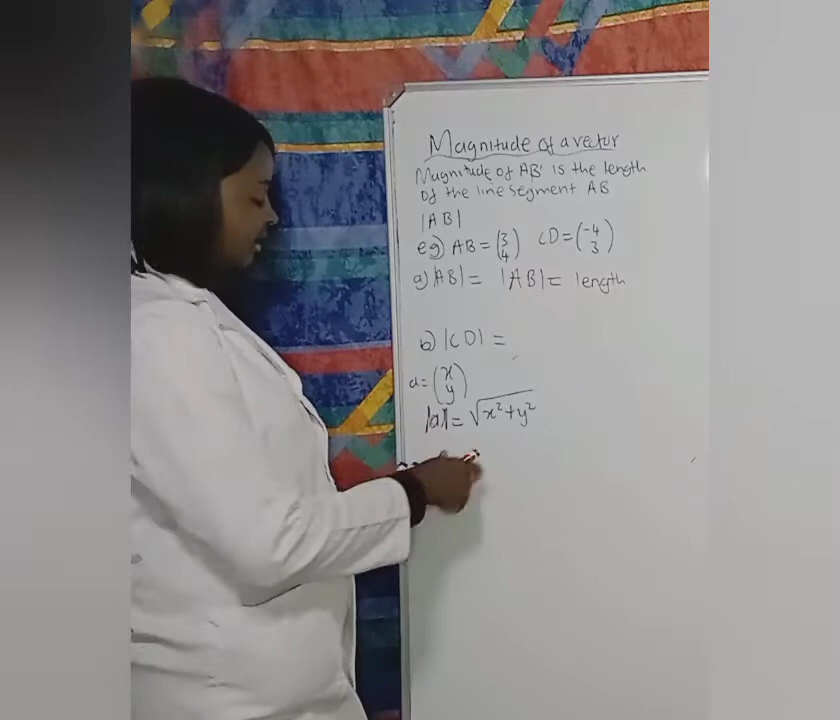 Magnitude of a vector
Magnitude of AB is the length
of the line segment AB
|AB|
eg) AB = (3 4) CD = (-4 3)
a) |AB| = |AB| = length
b) |CD| =
a = (x y)
|a| = √x²+y²